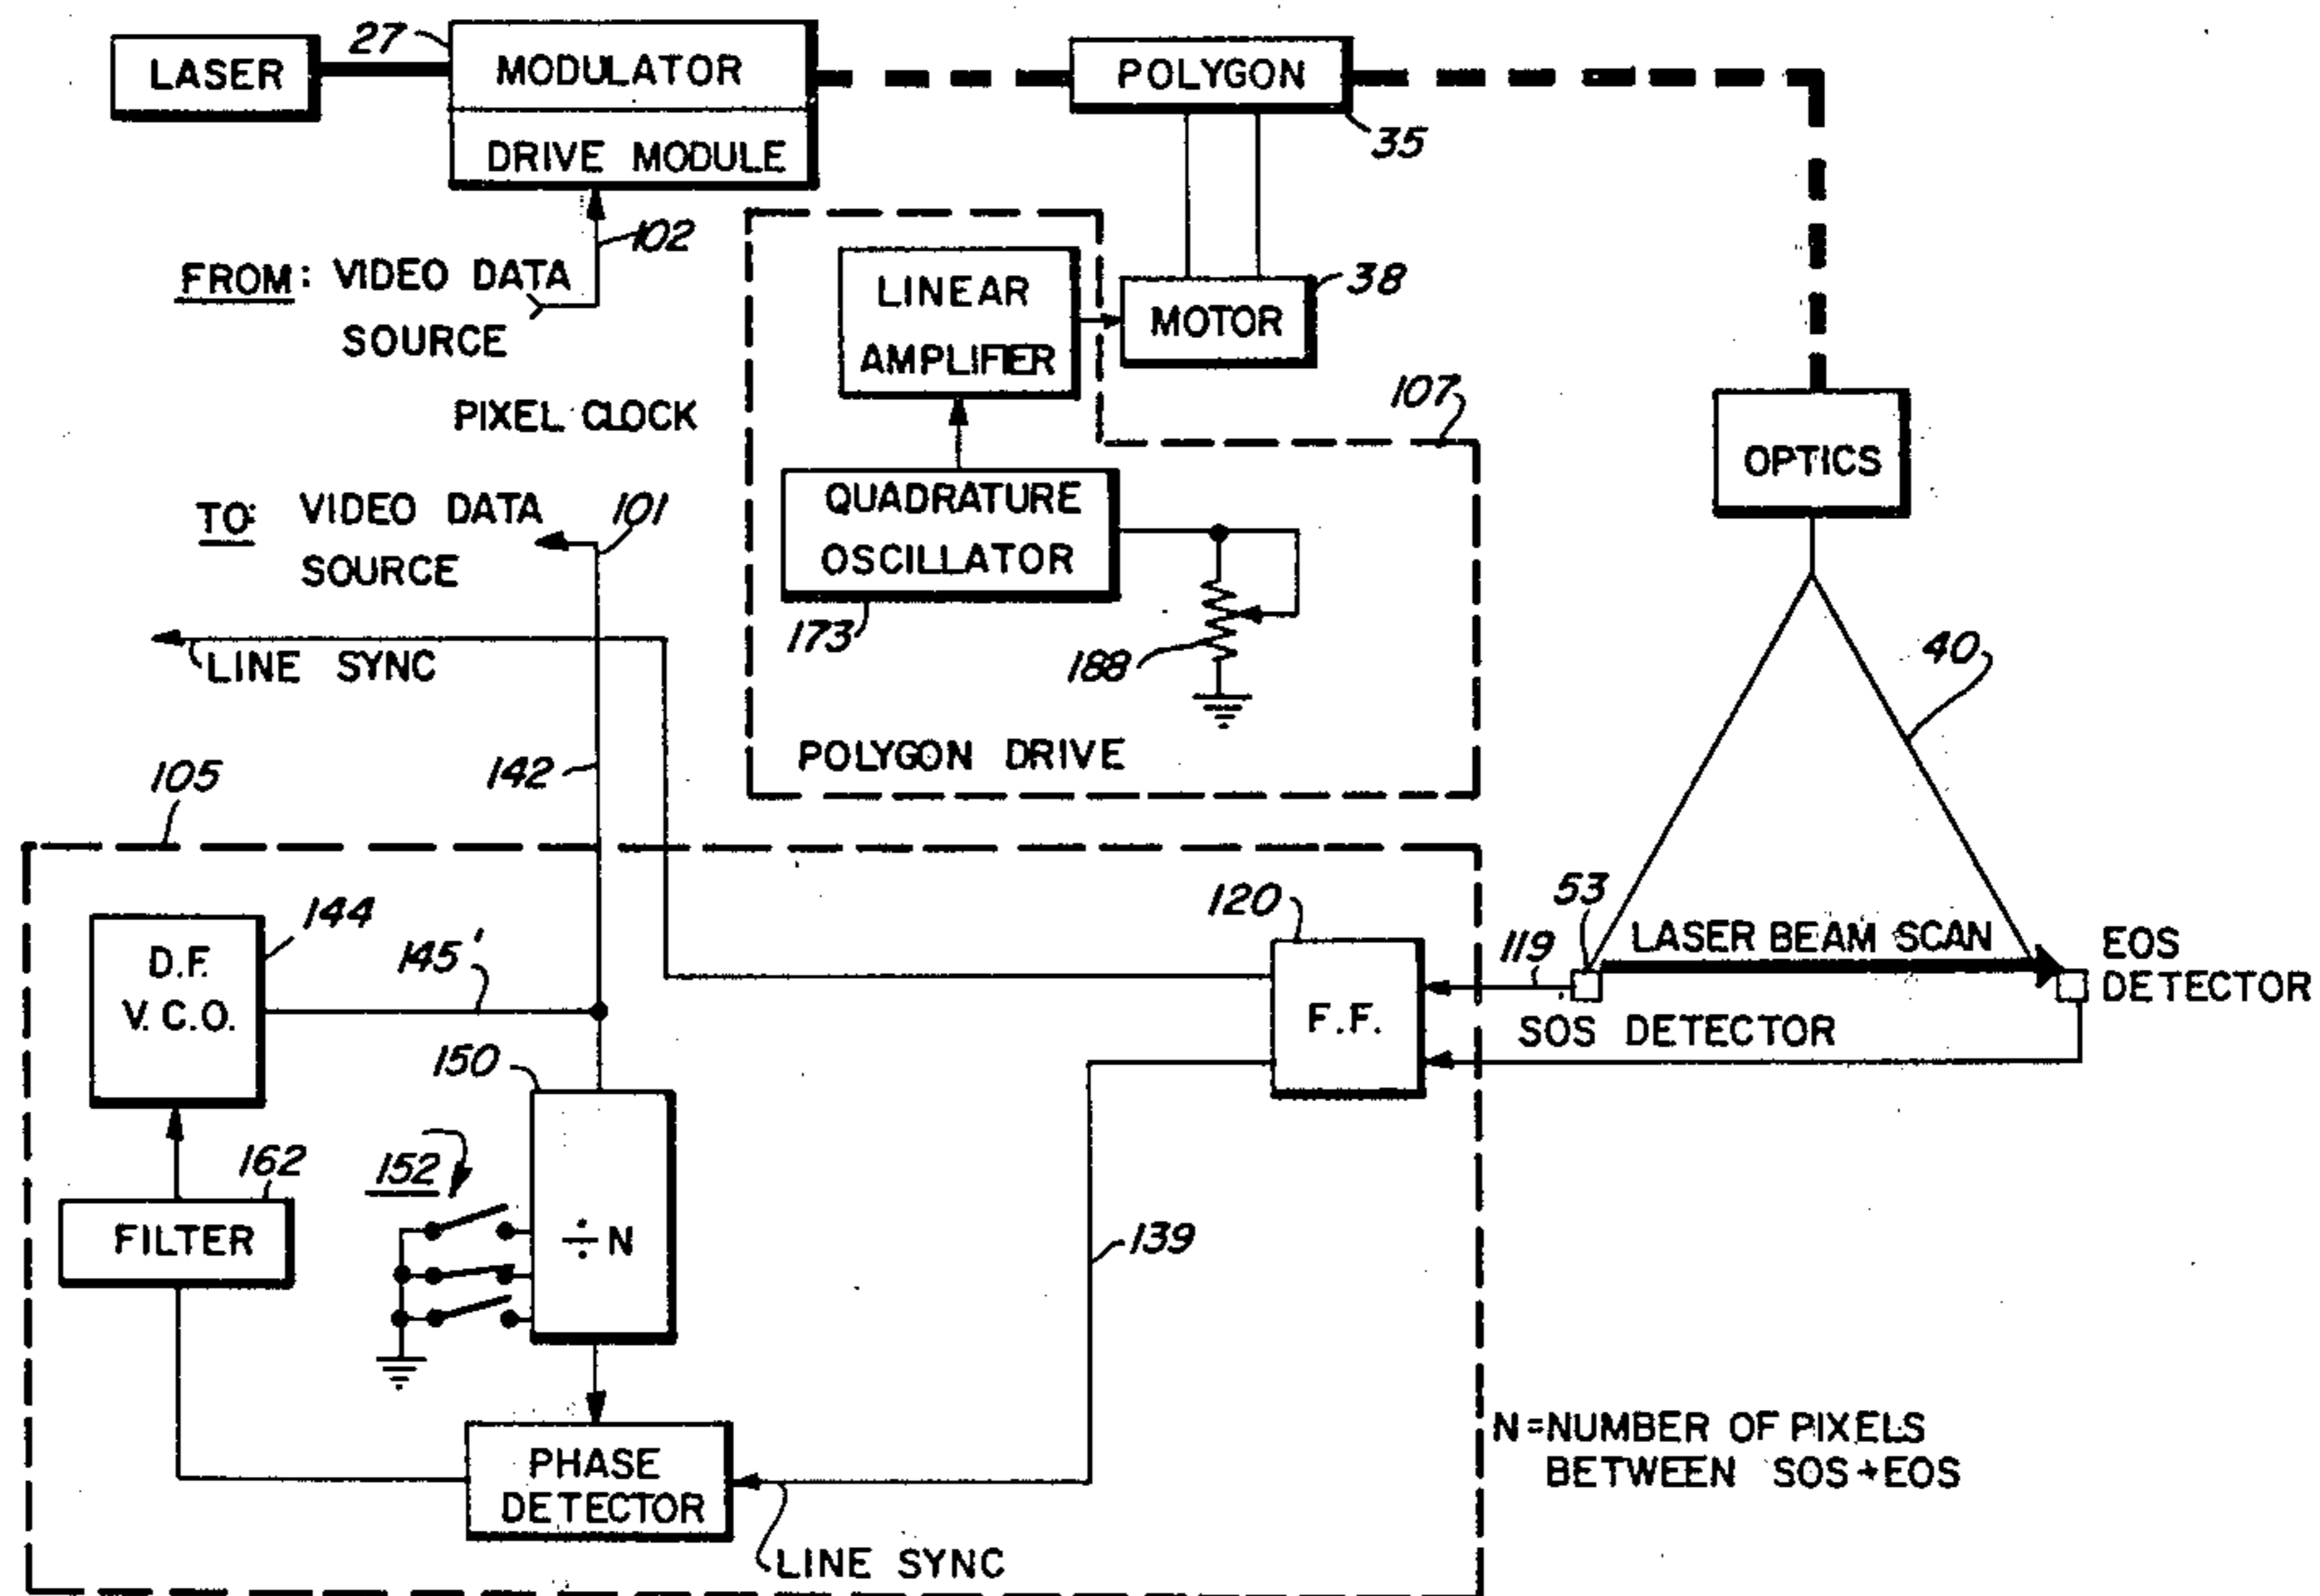 LASER
27
MODULATOR
DRIVE MODULE
POLYGON
35
102
FROM: VIDEO DATA
SOURCE
LINEAR
AMPLIFIER
MOTOR
38
PIXEL CLOCK
107
OPTICS
TO: VIDEO DATA
SOURCE
101
QUADRATURE
OSCILLATOR
173
188
LINE SYNC
40
POLYGON DRIVE
142
105
53
LASER BEAM SCAN
EOS
DETECTOR
144
D.F.
V.C.O.
145'
120
119
F.F.
SOS DETECTOR
150
162
152
FILTER
÷N
139
PHASE
DETECTOR
LINE SYNC
N=NUMBER OF PIXELS
BETWEEN SOS→EOS